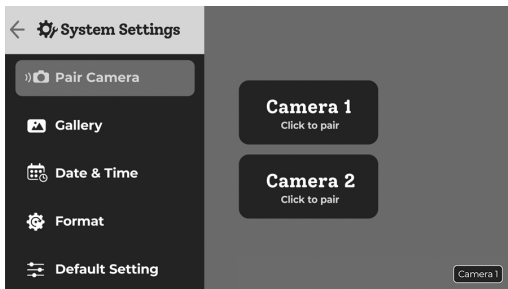 System Settings
Pair Camera
Gallery
Date & Time
Format
Default Setting
Camera 1
Click to pair
Camera 2
Click to pair
Camera 1